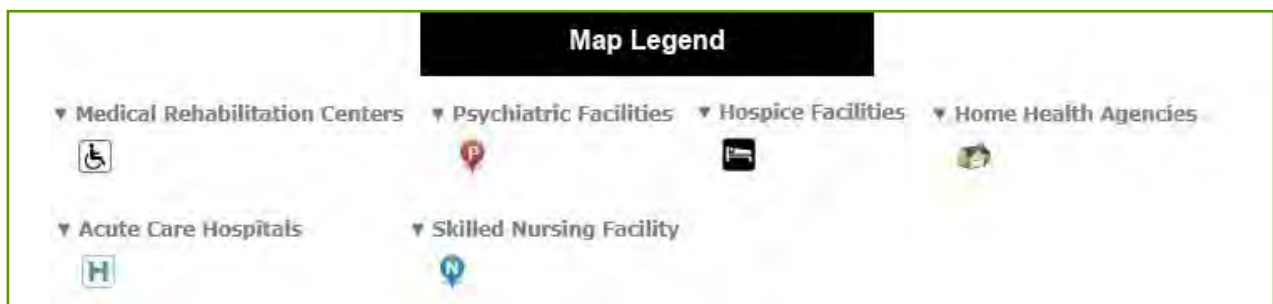 Map Legend
▼ Medical Rehabilitation Centers ▼ Psychiatric Facilities ▼ Hospice Facilities ▼ Home Health Agencies
P
▼ Acute Care Hospitals ▼ Skilled Nursing Facility
H N